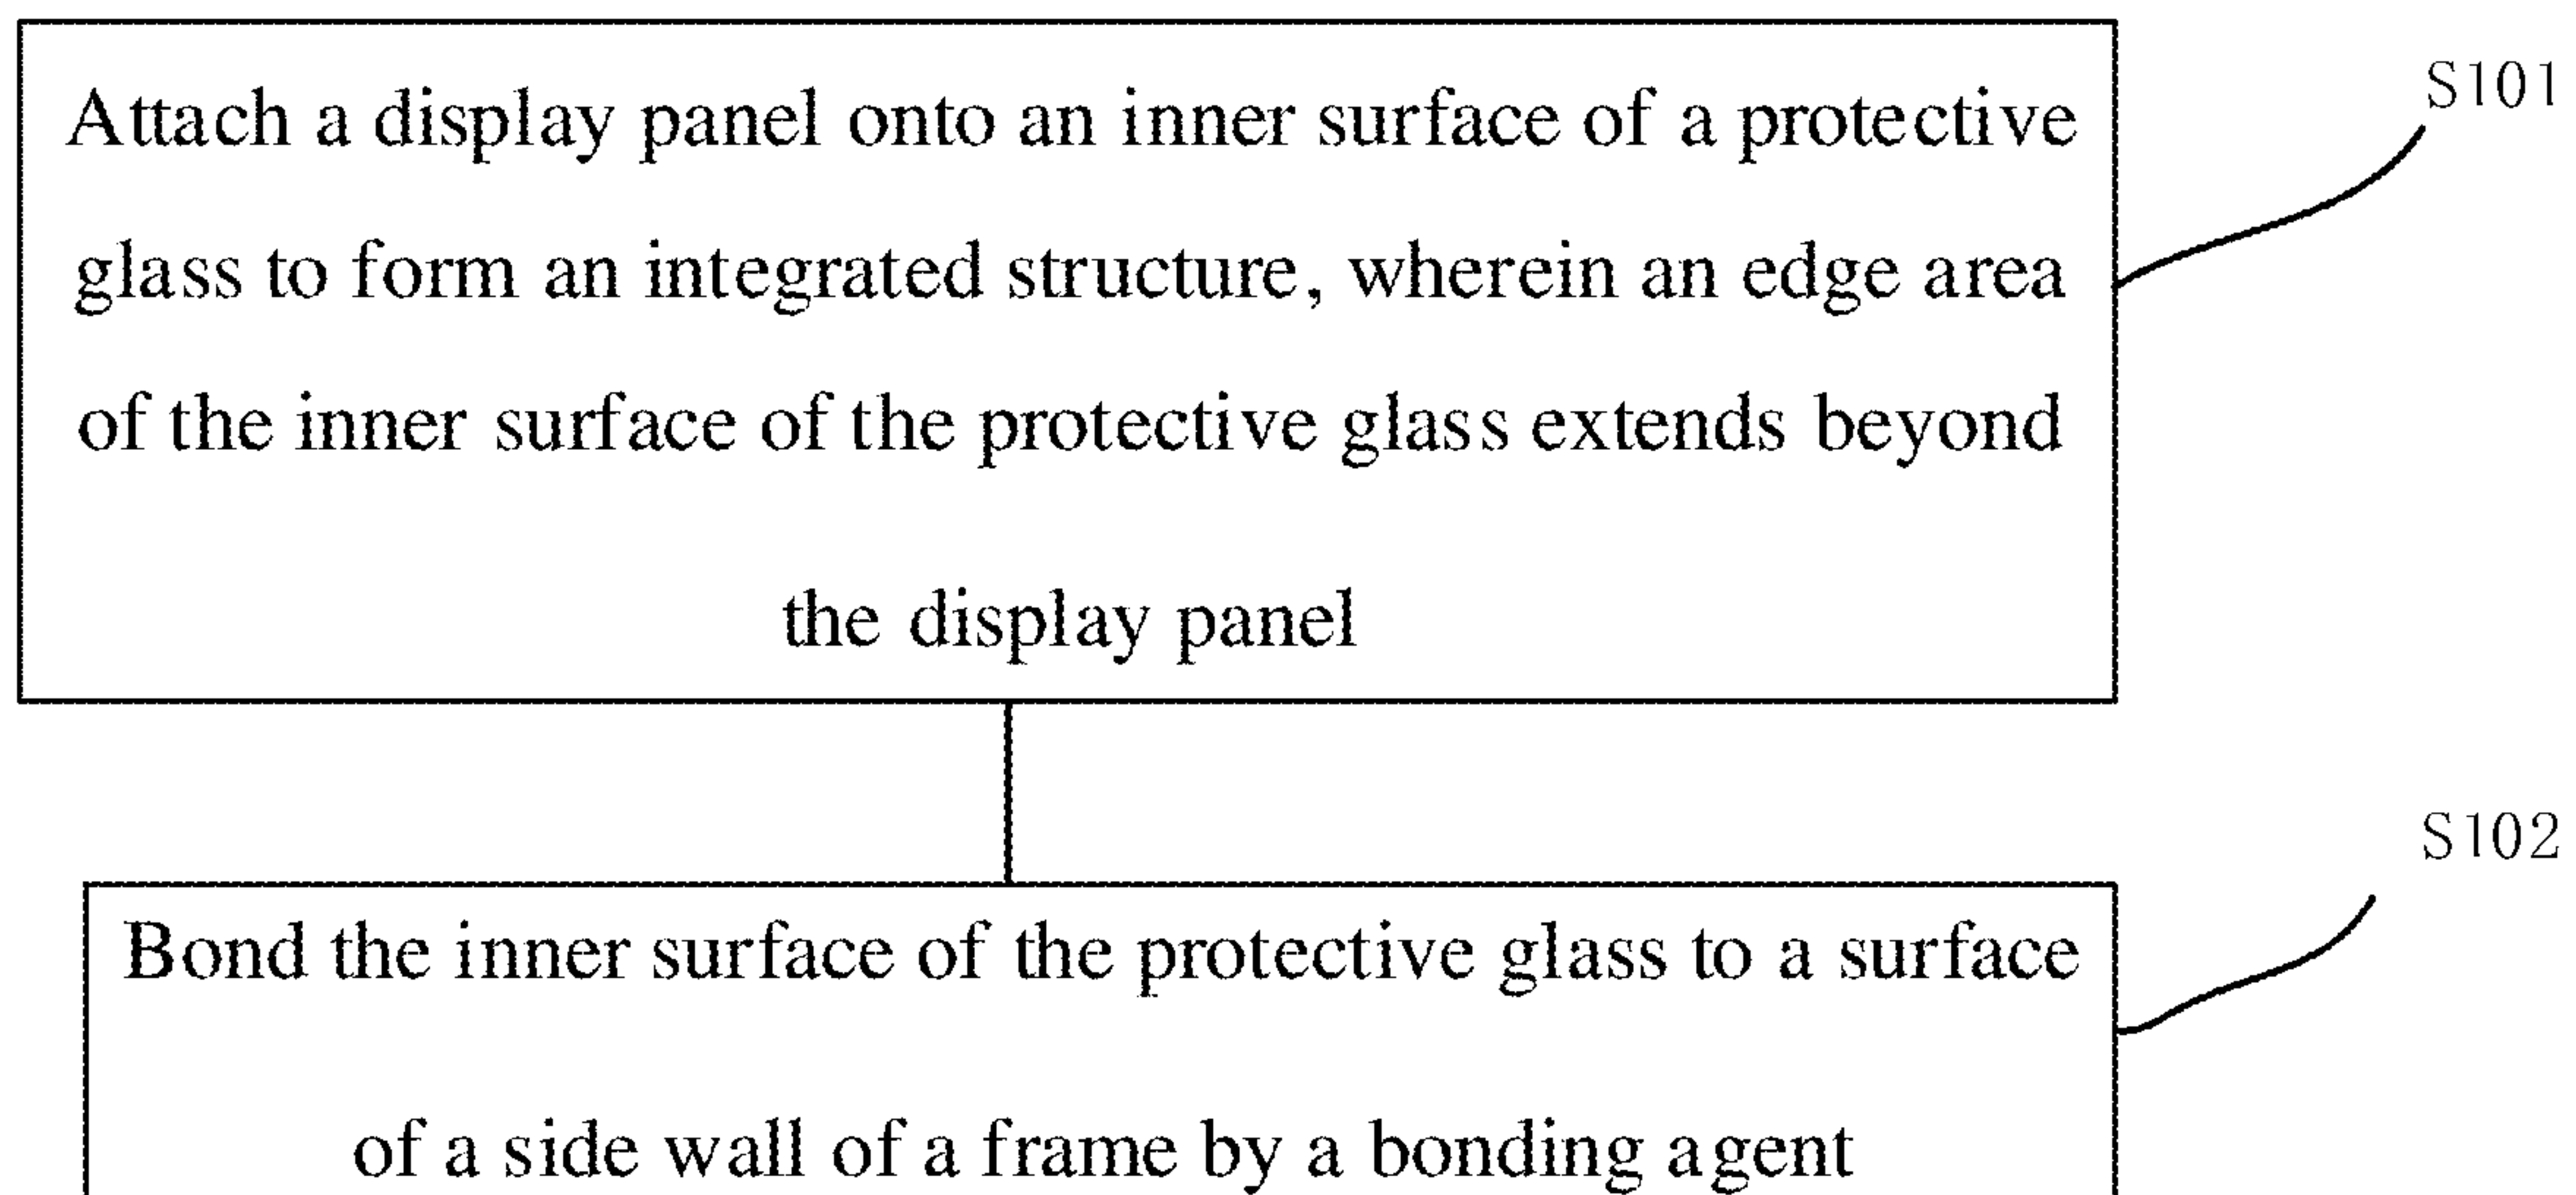 Attach a display panel onto an inner surface of a protective
S101
glass to form an integrated structure, wherein an edge area
of the inner surface of the protective glass extends beyond
the display panel
S102
Bond the inner surface of the protective glass to a surface
of a side wall of a frame by a bonding agent